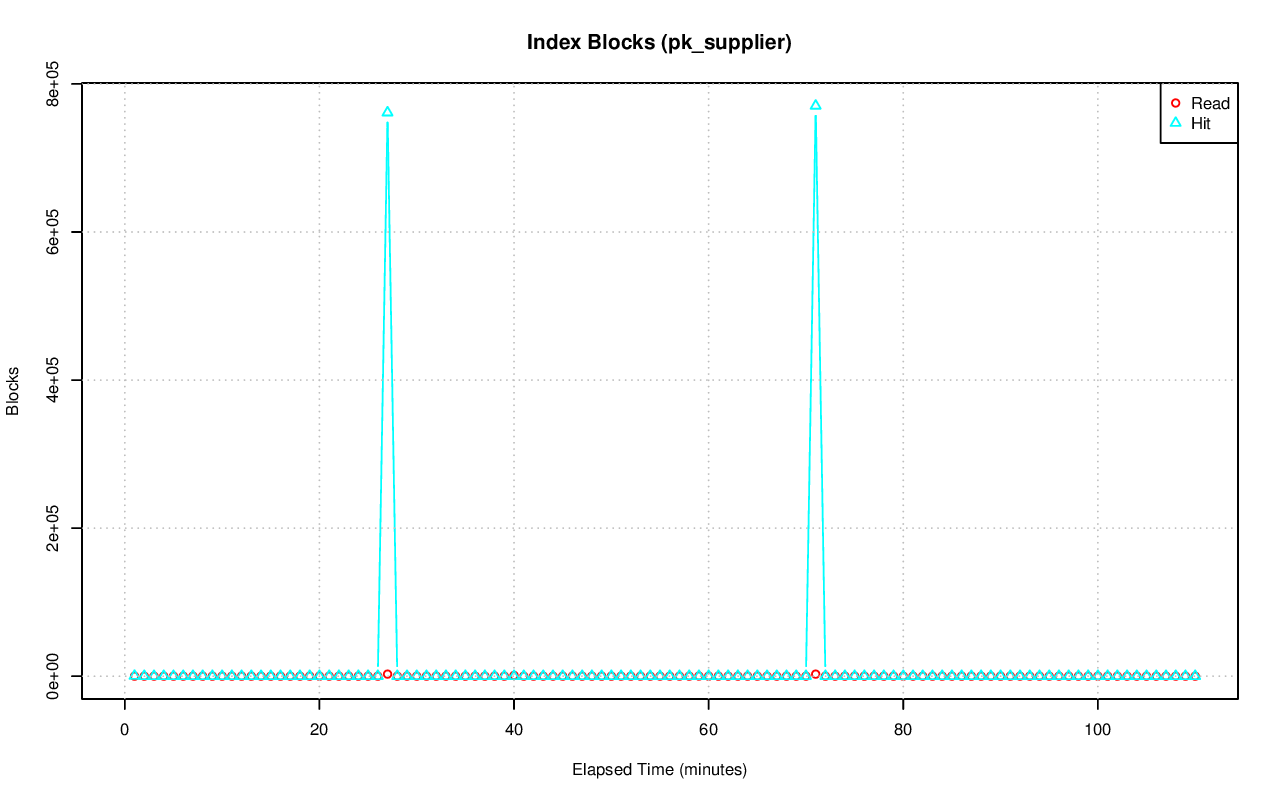 Index Blocks (pk_supplier)
8e+05
6e+05
4e+05
2e+05
0e+00
Blocks
Read
Hit
0 20 40 60 80 100
Elapsed Time (minutes)